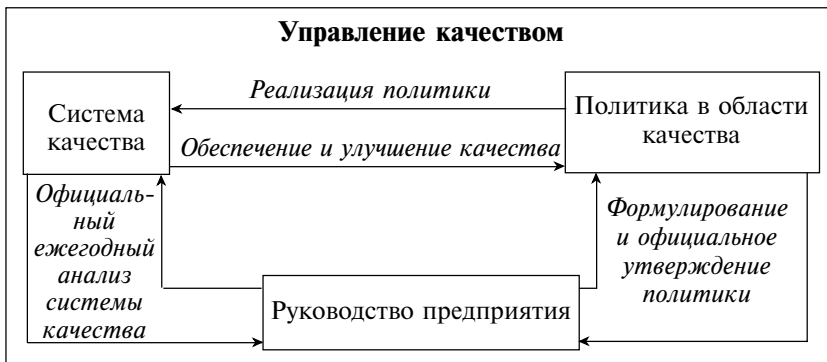 Управление качеством
Система
качества
Реализация политики
Обеспечение и улучшение качества
Политика в области
качества
Официаль-
ный
ежегодный
анализ
системы
качества
Формулирование
и официальное
утверждение
политики
Руководство предприятия